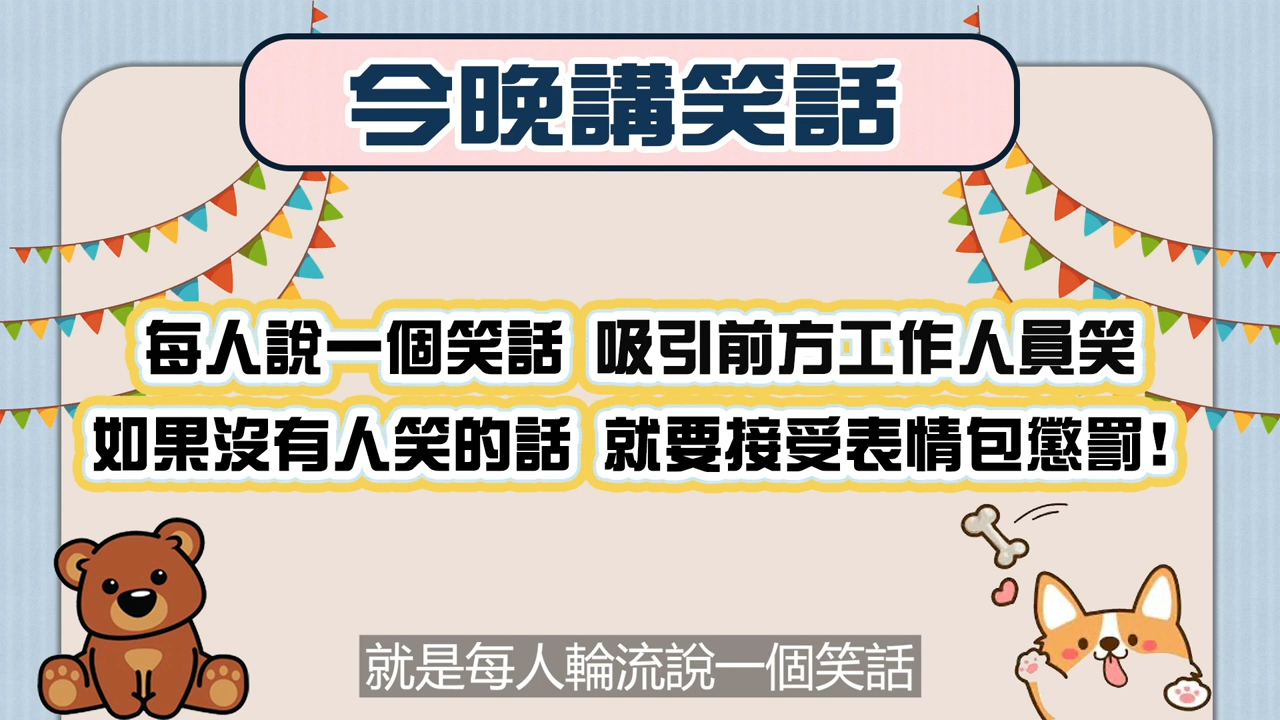 今晚講笑話
每人說一個笑話 吸引前方工作人員笑
如果沒有人笑的話 就要接受表情包懲罰!
就是每人輪流說一個笑話